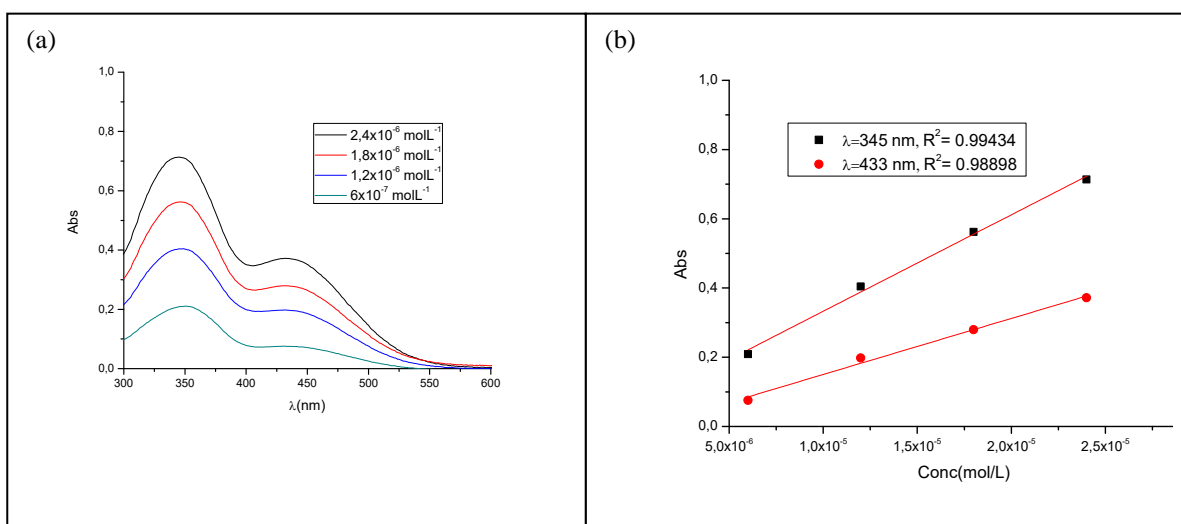 (a)
1,0
0,8
0,6
0,4
0,2
0,0
Abs
2,4x10⁻⁶ molL⁻¹
1,8x10⁻⁶ molL⁻¹
1,2x10⁻⁶ molL⁻¹
6x10⁻⁷ molL⁻¹
300 350 400 450 500 550 600
λ(nm)
(b)
1,0
0,8
0,6
0,4
0,2
0,0
Abs
λ=345 nm, R²= 0.99434
λ=433 nm, R²= 0.98898
5,0x10⁻⁶ 1,0x10⁻⁵ 1,5x10⁻⁵ 2,0x10⁻⁵ 2,5x10⁻⁵
Conc(mol/L)